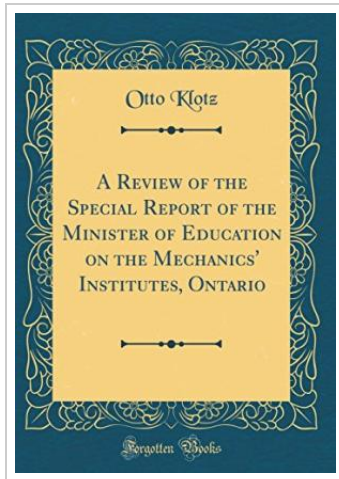 Otto Klotz
A Review of the
Special Report of the
Minister of Education
on the Mechanics'
Institutes, Ontario
Forgotten Books